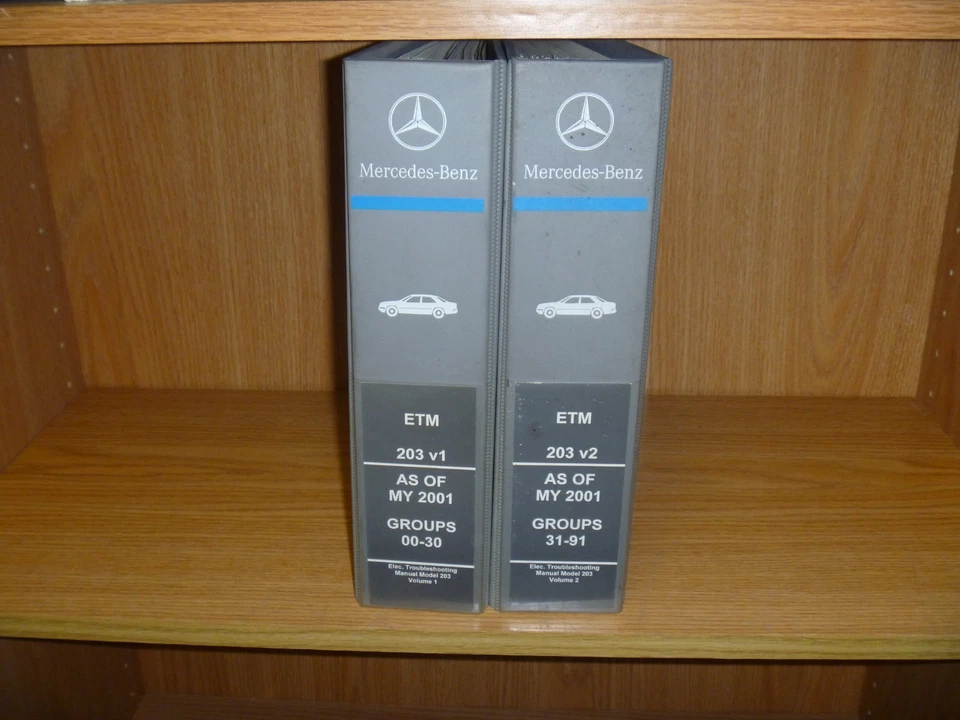 Mercedes-Benz
ETM
203 v1
AS OF
MY 2001
GROUPS
00-30
Elec. Troubleshooting
Manual Model 203
Volume 1
Mercedes-Benz
ETM
203 v2
AS OF
MY 2001
GROUPS
31-91
Elec. Troubleshooting
Manual Model 203
Volume 2